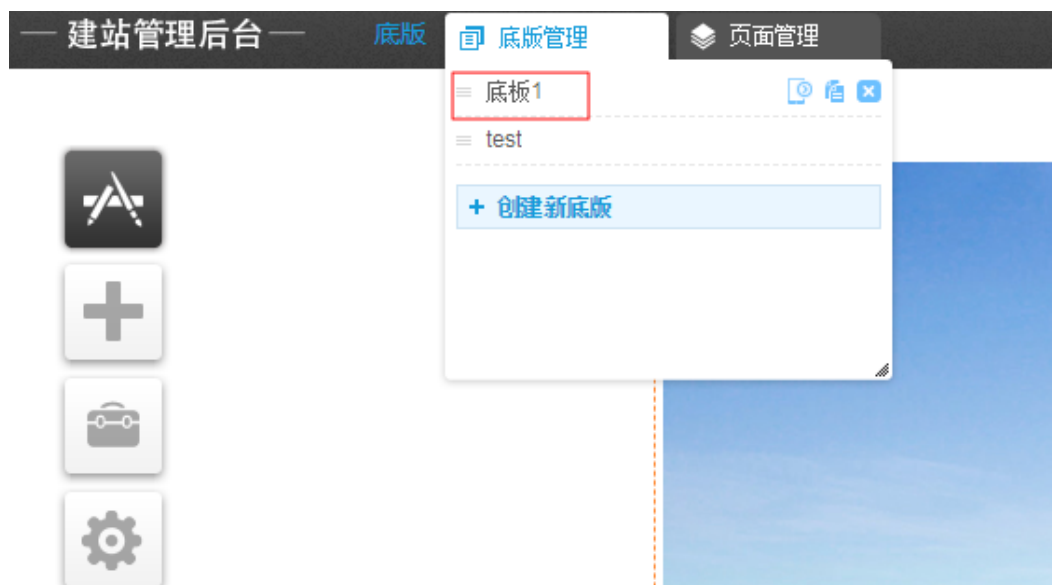 建站管理后台
底版
底版管理
页面管理
底板1
test
+ 创建新底版